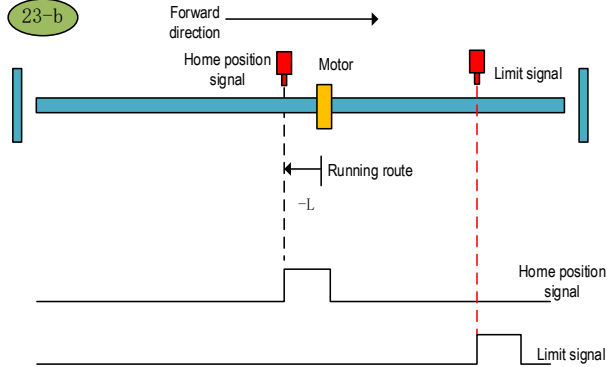 23-b
Forward
direction
Home position
signal
Motor
Limit signal
Running route
-L
Home position
signal
Limit signal